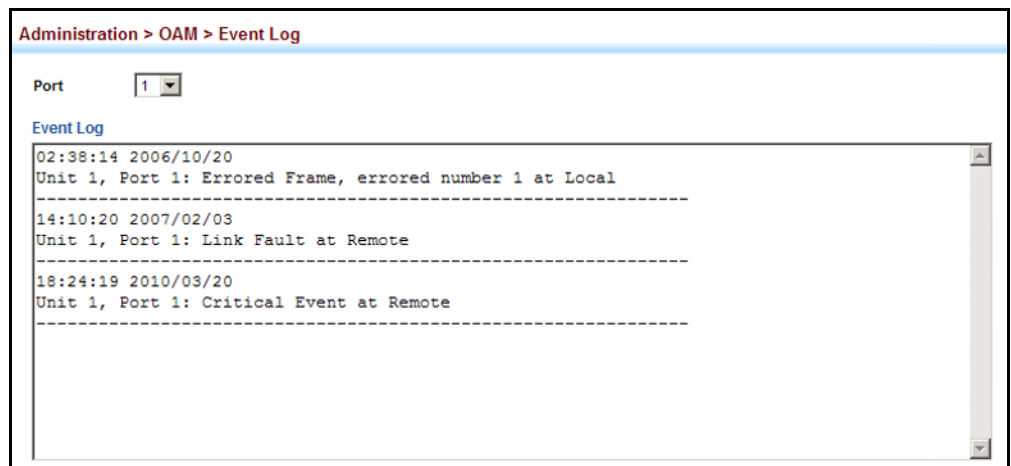 Administration > OAM > Event Log
Port 1
Event Log
02:38:14 2006/10/20
Unit 1, Port 1: Errored Frame, errored number 1 at Local
---------------------------------------------------------------
14:10:20 2007/02/03
Unit 1, Port 1: Link Fault at Remote
---------------------------------------------------------------
18:24:19 2010/03/20
Unit 1, Port 1: Critical Event at Remote
---------------------------------------------------------------